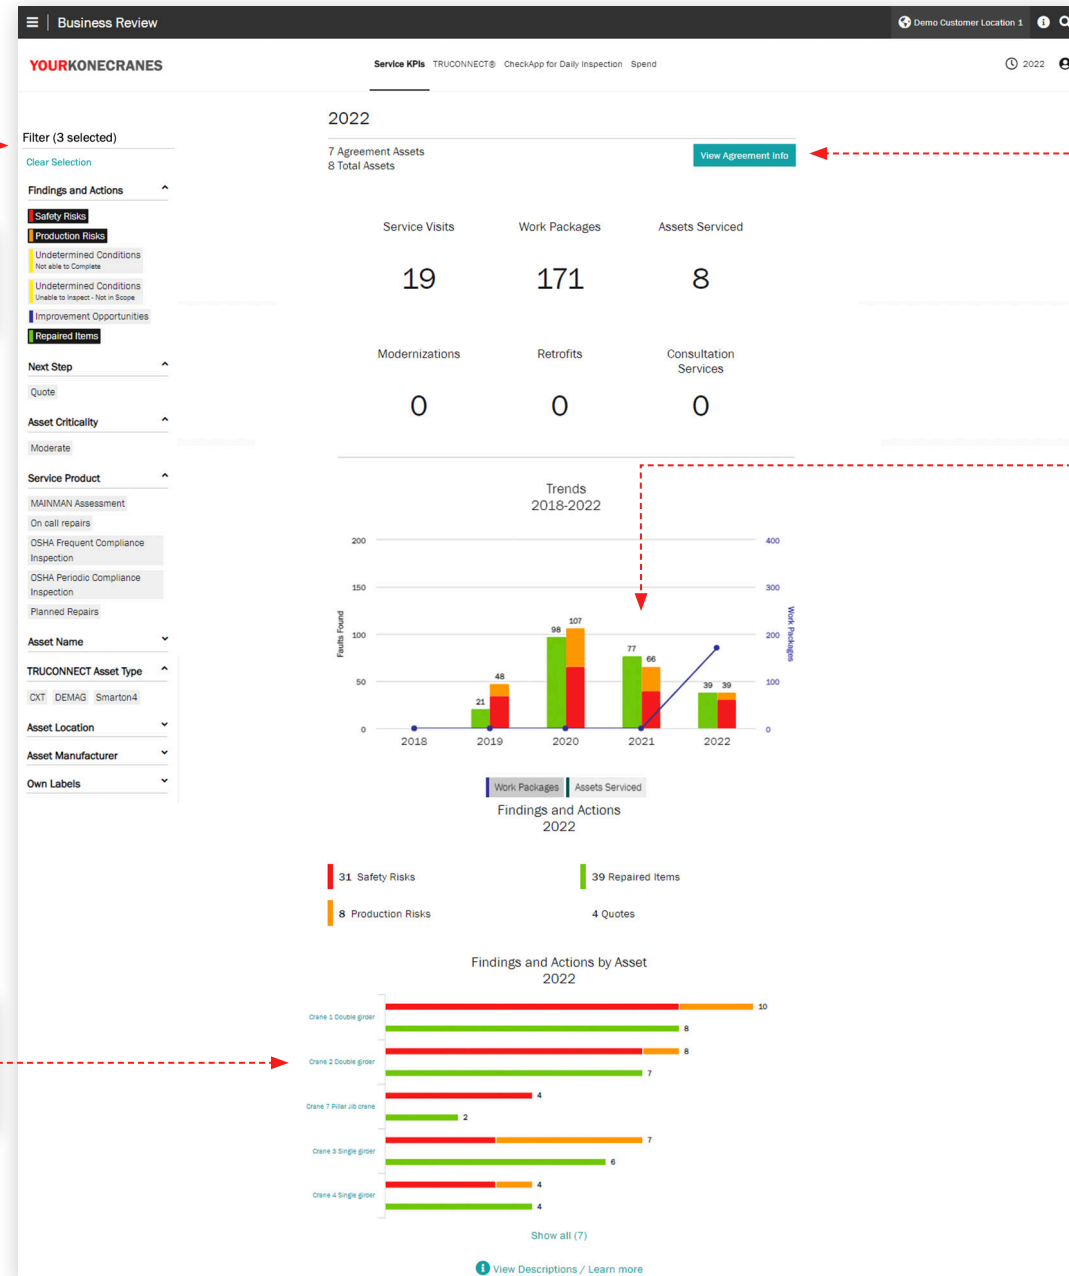 Business Review
Demo Customer Location 1
YOURKONECRANES
Service KPIs TRUCONNECT® CheckApp for Daily Inspection Spend
2022
Filter (3 selected)
Clear Selection
Findings and Actions
Safety Risks
Production Risks
Undetermined Conditions
Not able to Complete
Undetermined Conditions
Unable to Inspect - Not in Scope
Improvement Opportunities
Repaired Items
Next Step
Quote
Asset Criticality
Moderate
Service Product
MAINMAN Assessment
On call repairs
OSHA Frequent Compliance
Inspection
OSHA Periodic Compliance
Inspection
Planned Repairs
Asset Name
TRUCONNECT Asset Type
CXT DEMAG Smarton4
Asset Location
Asset Manufacturer
Own Labels
2022
7 Agreement Assets
8 Total Assets
View Agreement Info
Service Visits Work Packages Assets Serviced
19 171 8
Modernizations Retrofits Consultation
Services
0 0 0
Trends
2018-2022
200 400
150 300
100 200
50 100
0 0
Faults Found
Work Packages
21 48
98 107
77 66
39 39
2018 2019 2020 2021 2022
Work Packages Assets Serviced
Findings and Actions
2022
31 Safety Risks 39 Repaired Items
8 Production Risks 4 Quotes
Findings and Actions by Asset
2022
Crane 1 Double girder 10
8
Crane 2 Double girder 8
7
Crane 7 Pillar Jib crane 4
2
Crane 3 Single girder 7
6
Crane 4 Single girder 4
4
Show all (7)
View Descriptions / Learn more